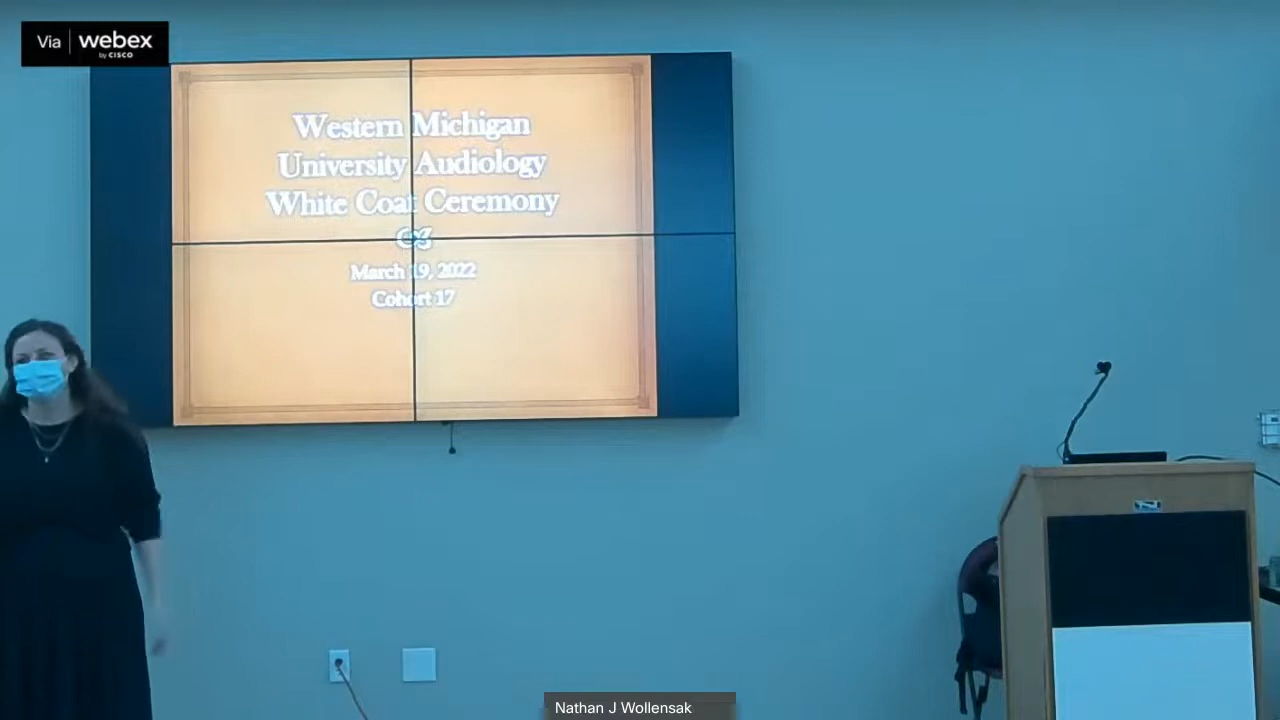 Via webex
by CISCO
Western Michigan
University Audiology
White Coat Ceremony
March 19, 2022
Cohort 17
Nathan J Wollensak